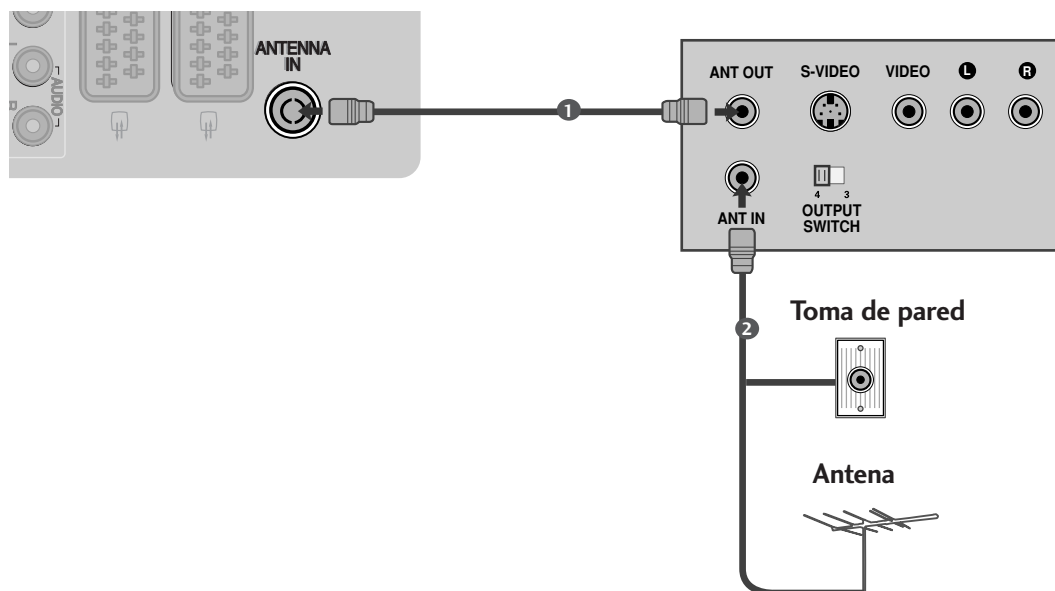 ANTENNA
IN
AUDIO
R
ANT OUT
S-VIDEO
VIDEO
L
R
1
ANT IN
4 3
OUTPUT
SWITCH
2
Toma de pared
Antena